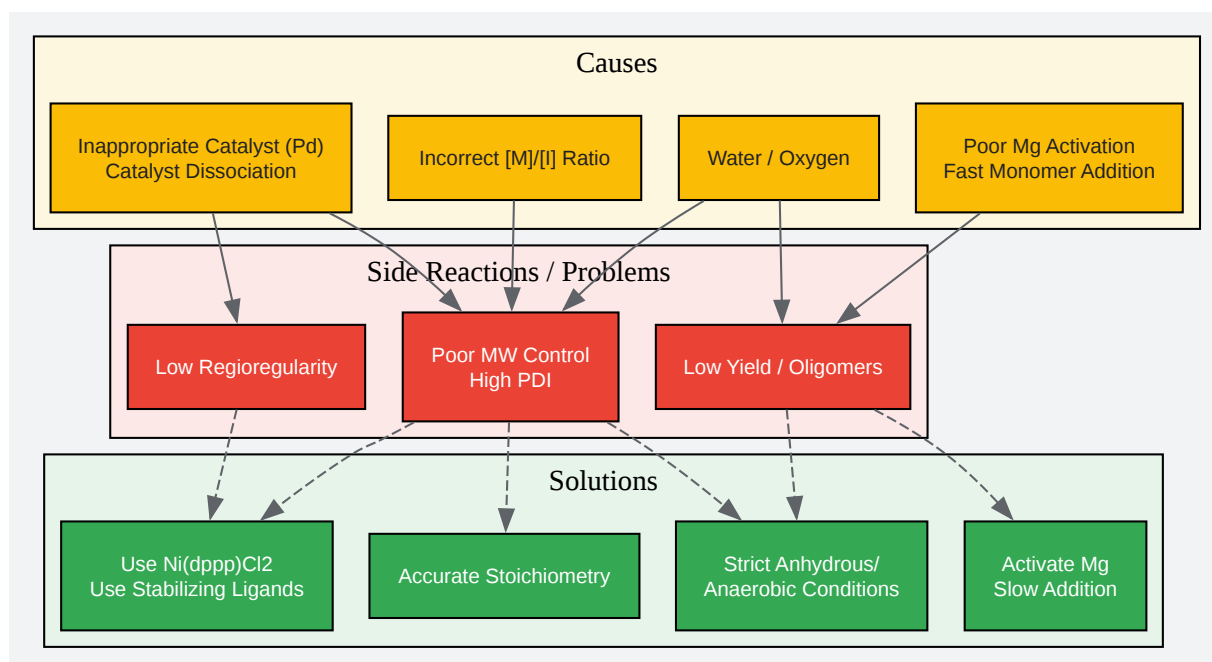 Causes
Inappropriate Catalyst (Pd)
Catalyst Dissociation
Incorrect [M]/[I] Ratio
Water / Oxygen
Poor Mg Activation
Fast Monomer Addition
Side Reactions / Problems
Low Regioregularity
Poor MW Control
High PDI
Low Yield / Oligomers
Solutions
Use Ni(dppp)Cl2
Use Stabilizing Ligands
Accurate Stoichiometry
Strict Anhydrous/
Anaerobic Conditions
Activate Mg
Slow Addition